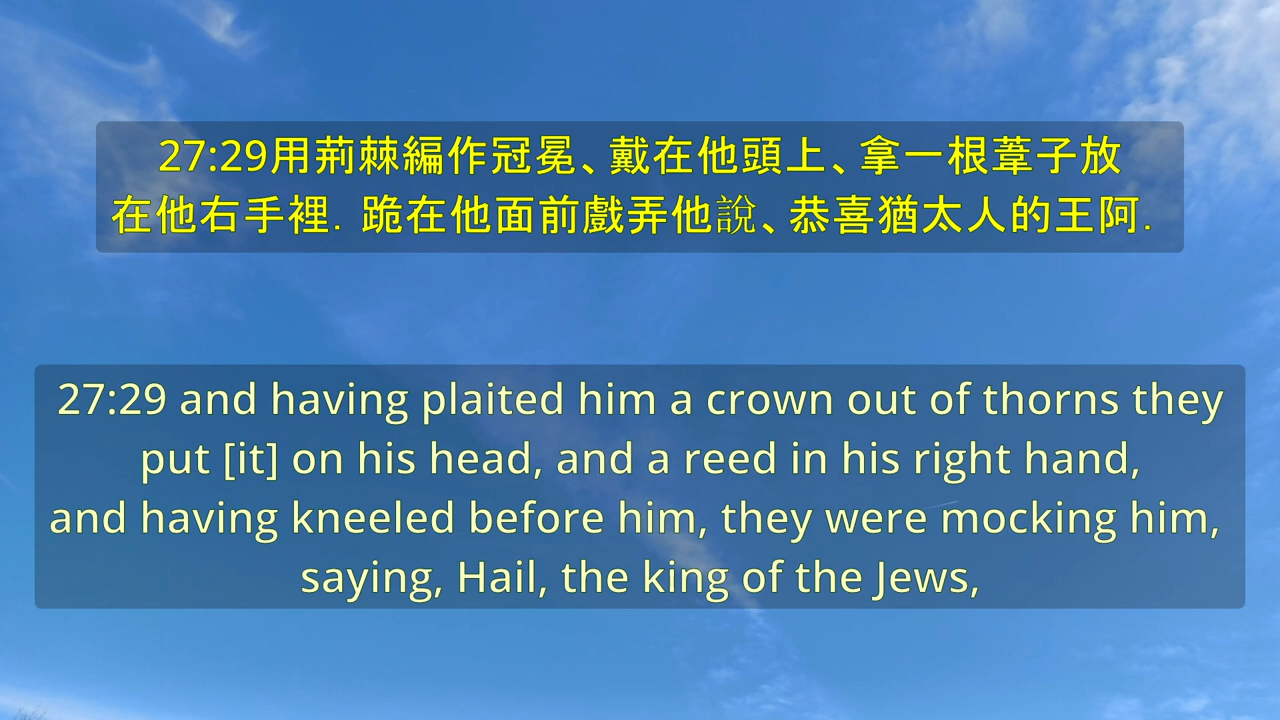 27:29用荊棘編作冠冕、戴在他頭上、拿一根葦子放
在他右手裡．跪在他面前戲弄他說、恭喜猶太人的王阿．
27:29 and having plaited him a crown out of thorns they
put [it] on his head, and a reed in his right hand,
and having kneeled before him, they were mocking him,
saying, Hail, the king of the Jews,